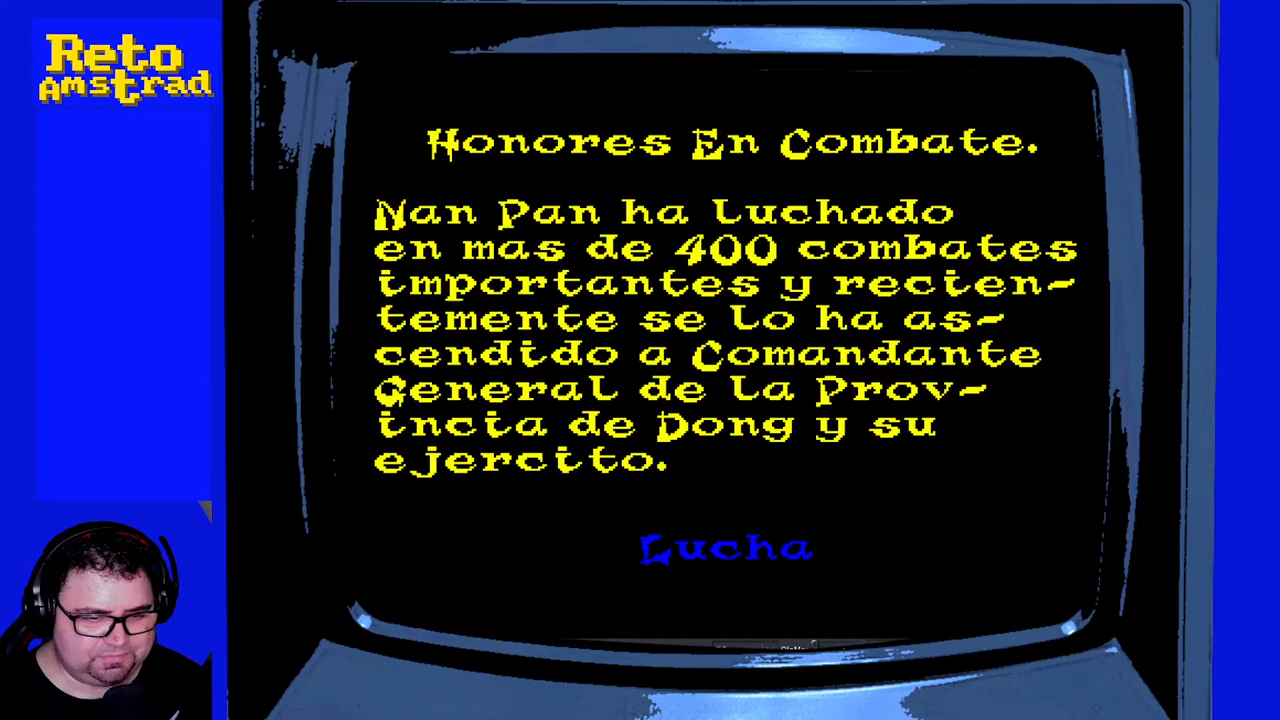 Reto
Amstrad
Honores En Combate.
Nan Pan ha luchado
en mas de 400 combates
importantes y recien-
temente se lo ha as-
cendido a Comandante
General de la Prov-
incia de Dong y su
ejercito.
Lucha